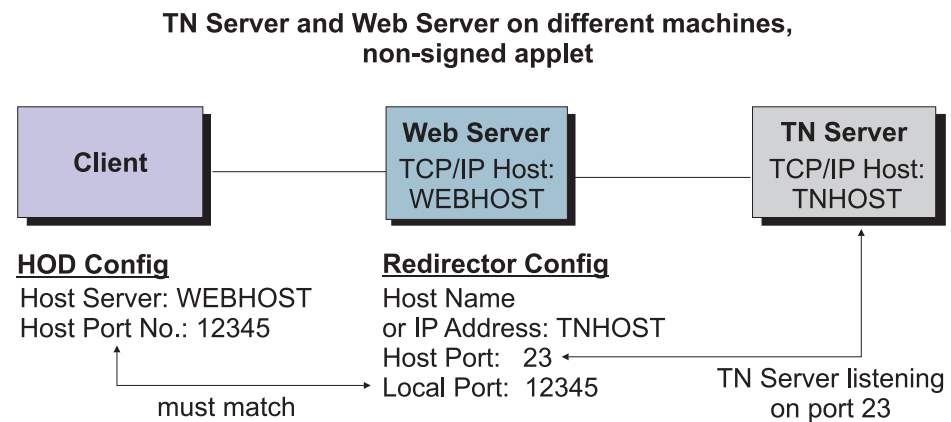 TN Server and Web Server on different machines,
non-signed applet
Client
Web Server
TCP/IP Host:
WEBHOST
TN Server
TCP/IP Host:
TNHOST
HOD Config
Host Server: WEBHOST
Host Port No.: 12345
must match
Redirector Config
Host Name
or IP Address: TNHOST
Host Port: 23
Local Port: 12345
TN Server listening
on port 23